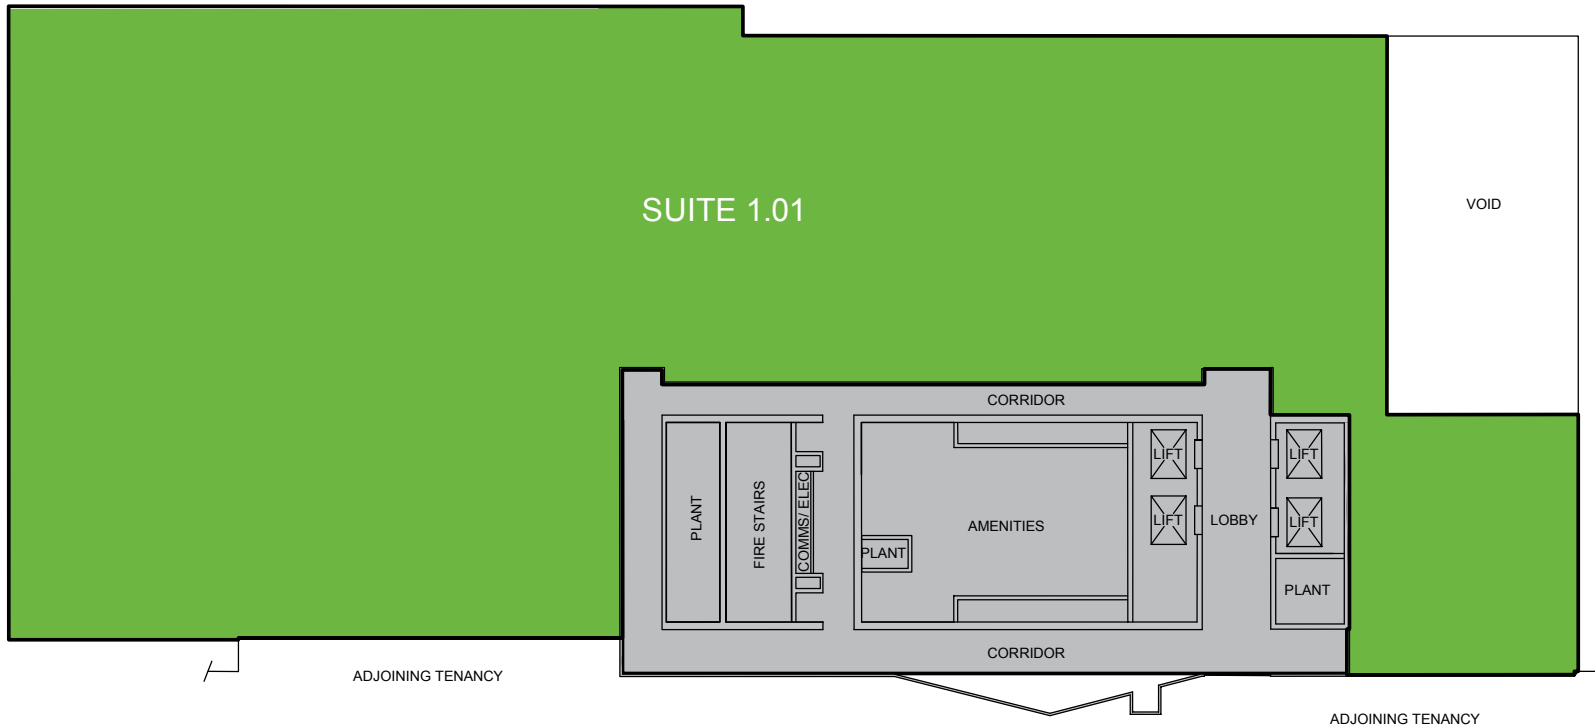 SUITE 1.01
VOID
CORRIDOR
LIFT
LIFT
PLANT
FIRE STAIRS
COMMS/ ELEC
AMENITIES
LIFT
LOBBY
LIFT
PLANT
PLANT
CORRIDOR
ADJOINING TENANCY
ADJOINING TENANCY